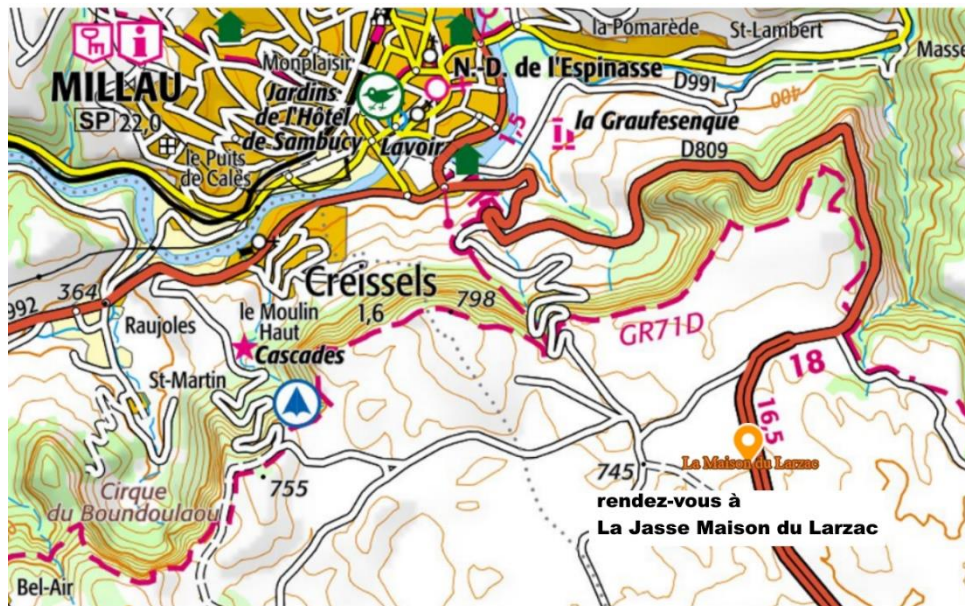 la-Pomarède
St-Lambert
Monplaisir
N.-D. de l'Espinasse
Masse
MILLAU
D991
400
SP 22,0
Jardins
de l'Hôtel
de Sambucy
Lavoir
1,5
la Graufesenque
D809
le Puits
de Calès
Creissels
1,6
798
364
992
Raujoles
le Moulin
Haut
Cascades
GR71D
18
16,5
St-Martin
La Maison du Larzac
745
755
Cirque
du Boundoulaou
rendez-vous à
La Jasse Maison du Larzac
Bel-Air